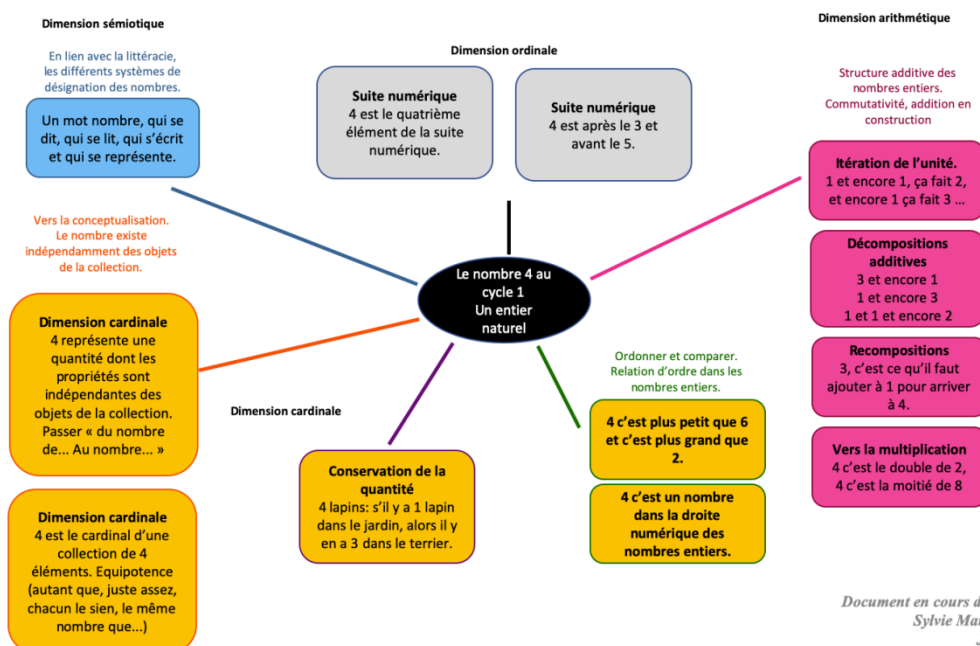 Dimension sémiotique
En lien avec la littéracie,
les différents systèmes de
désignation des nombres.
Un mot nombre, qui se
dit, qui se lit, qui s'écrit
et qui se représente.
Vers la conceptualisation.
Le nombre existe
indépendamment des objets
de la collection.
Dimension cardinale
4 représente une
quantité dont les
propriétés sont
indépendantes des
objets de la collection.
Passer « du nombre
de... Au nombre... »
Dimension cardinale
4 est le cardinal d'une
collection de 4
éléments. Equipotence
(autant que, juste assez,
chacun le sien, le même
nombre que...)
Dimension ordinale
Suite numérique
4 est le quatrième
élément de la suite
numérique.
Suite numérique
4 est après le 3 et
avant le 5.
Le nombre 4 au
cycle 1
Un entier
naturel
Dimension cardinale
Conservation de la
quantité
4 lapins: s'il y a 1 lapin
dans le jardin, alors il y
en a 3 dans le terrier.
Ordonner et comparer.
Relation d'ordre dans les
nombres entiers.
4 c'est plus petit que 6
et c'est plus grand que
2.
4 c'est un nombre
dans la droite
numérique des
nombres entiers.
Dimension arithmétique
Structure additive des
nombres entiers.
Commutativité, addition en
construction
Itération de l'unité.
1 et encore 1, ça fait 2,
et encore 1 ça fait 3 ...
Décompositions
additives
3 et encore 1
1 et encore 3
1 et 1 et encore 2
Recompositions
3, c'est ce qu'il faut
ajouter à 1 pour arriver
à 4.
Vers la multiplication
4 c'est le double de 2,
4 c'est la moitié de 8
Document en cours
Sylvie